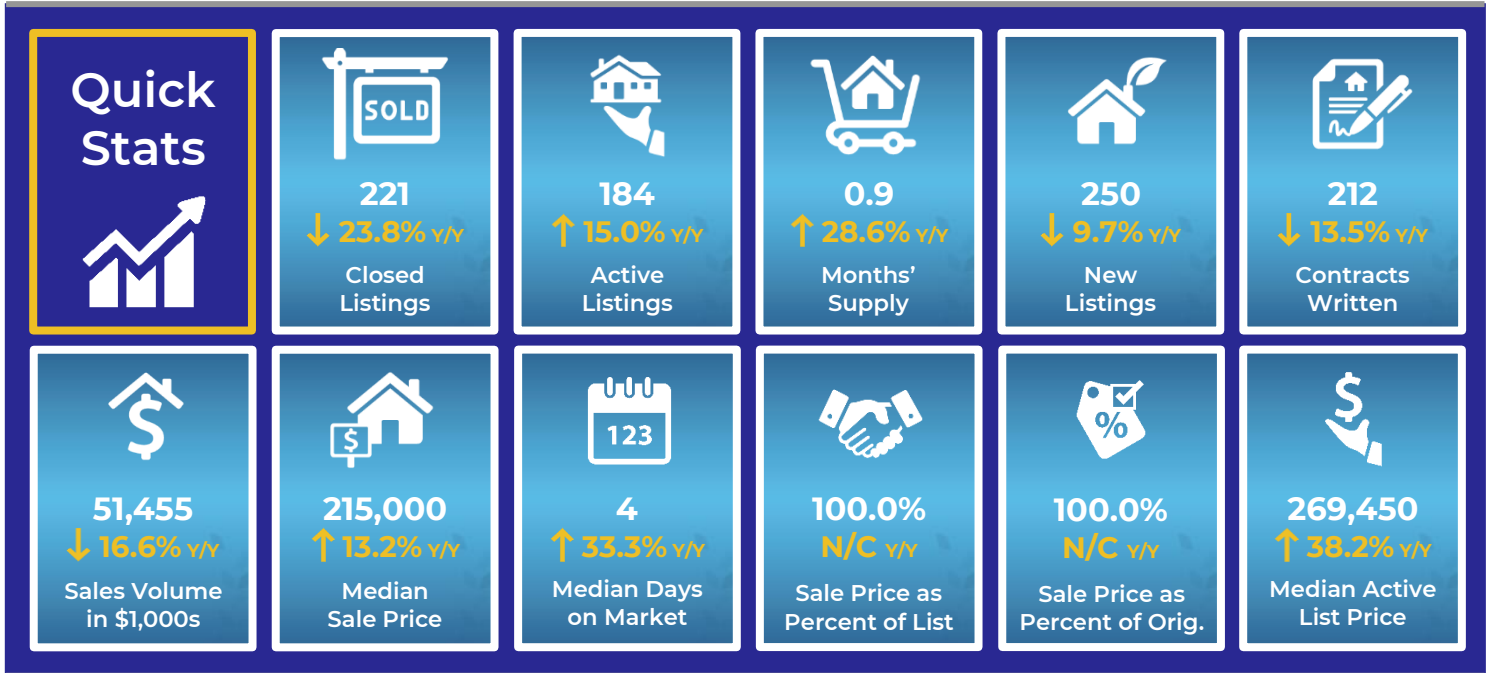 Quick
Stats
SOLD
221
↓ 23.8% Y/Y
Closed
Listings
184
↑ 15.0% Y/Y
Active
Listings
0.9
↑ 28.6% Y/Y
Months’
Supply
250
↓ 9.7% Y/Y
New
Listings
212
↓ 13.5% Y/Y
Contracts
Written
$
51,455
↓ 16.6% Y/Y
Sales Volume
in $1,000s
$
215,000
↑ 13.2% Y/Y
Median
Sale Price
123
4
↑ 33.3% Y/Y
Median Days
on Market
100.0%
N/C Y/Y
Sale Price as
Percent of List
%
100.0%
N/C Y/Y
Sale Price as
Percent of Orig.
$
269,450
↑ 38.2% Y/Y
Median Active
List Price